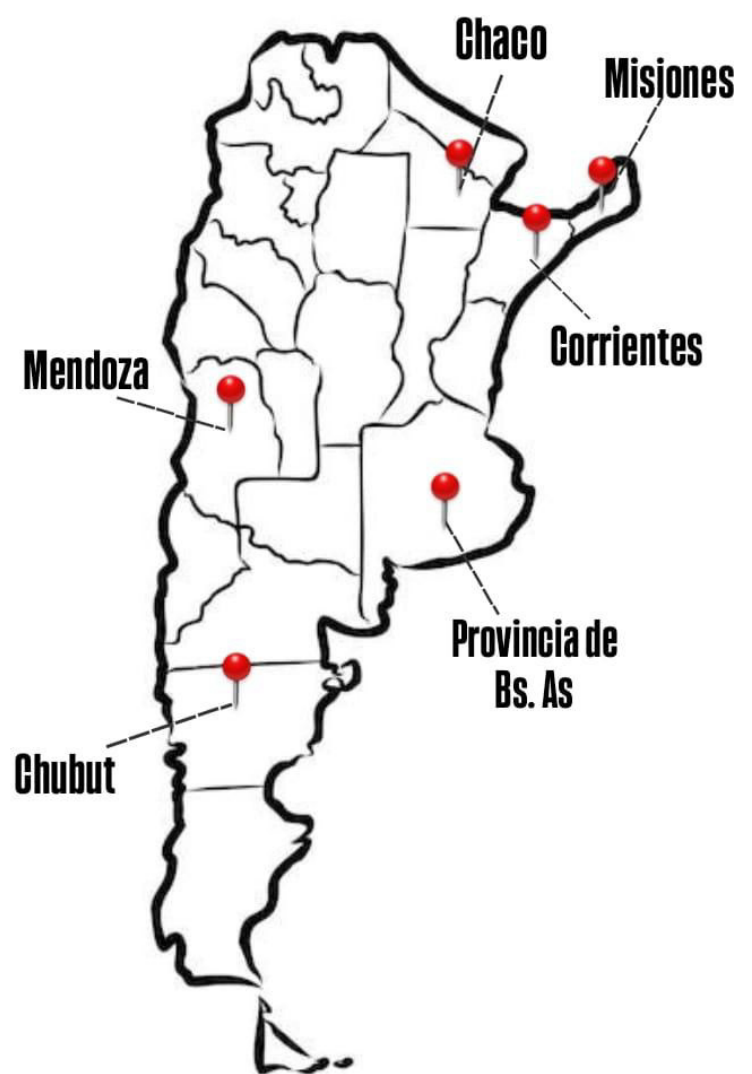 Chaco
Misiones
Corrientes
Mendoza
Provincia de
Bs. As
Chubut